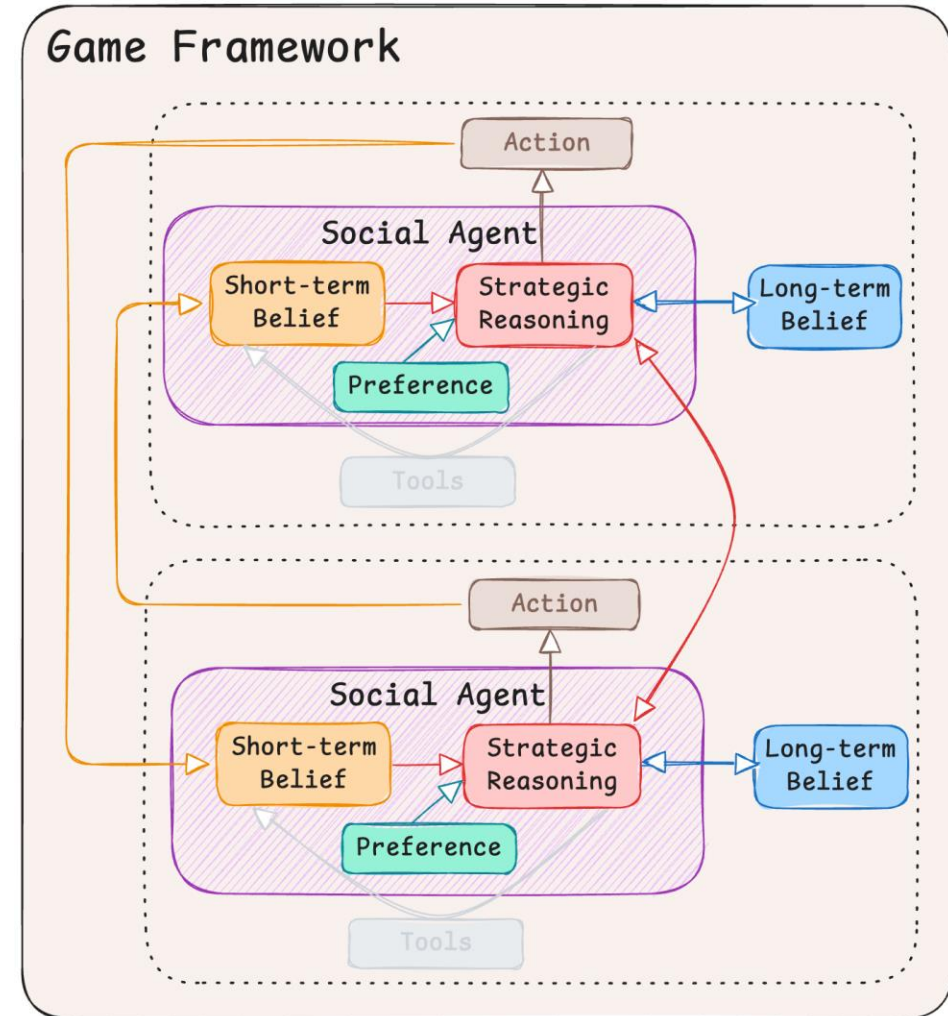 Game Framework
Action
Social Agent
Short-term
Belief
Strategic
Reasoning
Long-term
Belief
Preference
Tools
Action
Social Agent
Short-term
Belief
Strategic
Reasoning
Long-term
Belief
Preference
Tools